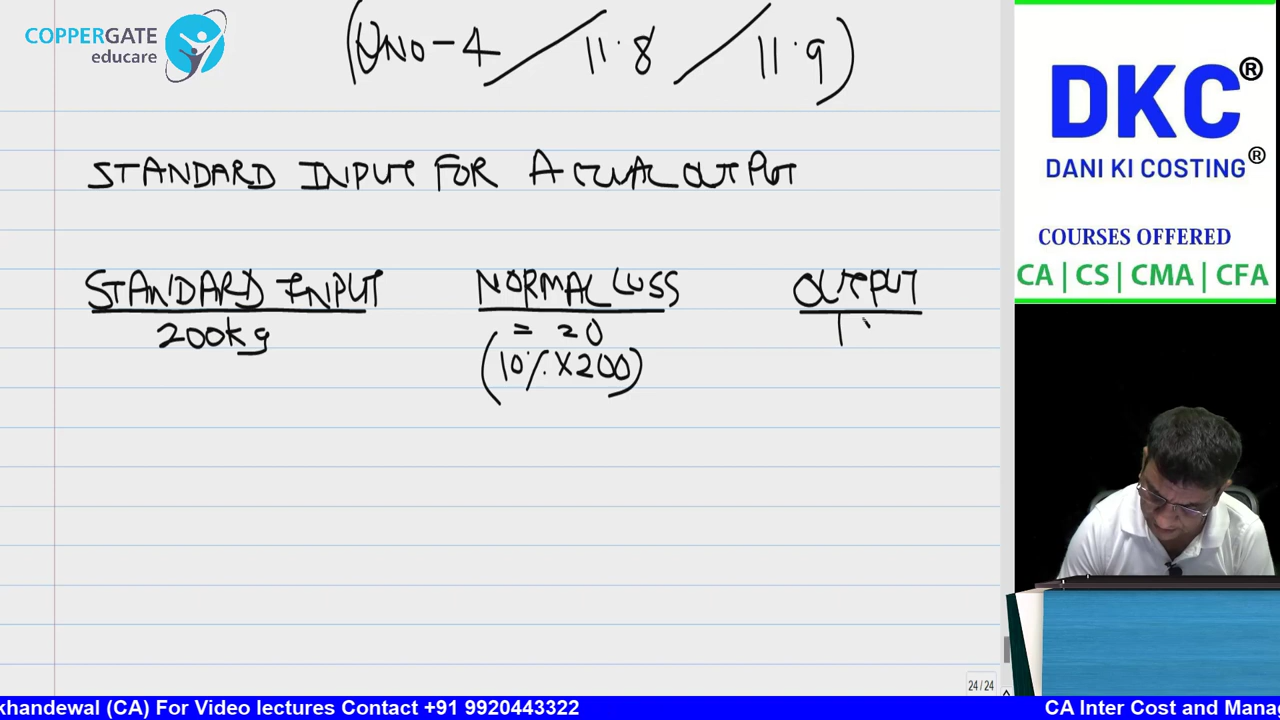 COPPERGATE
educare
(QNO-4 / 11.8 / 11.9)
DKC®
DANI KI COSTING®
STANDARD INPUT FOR ACTUAL OUTPUT
COURSES OFFERED
CA | CS | CMA | CFA
STANDARD INPUT NORMAL LOSS OUTPUT
200kg = 20 1
(10% X 200)
24 / 24
khandewal (CA) For Video lectures Contact +91 9920443322 CA Inter Cost and Mana